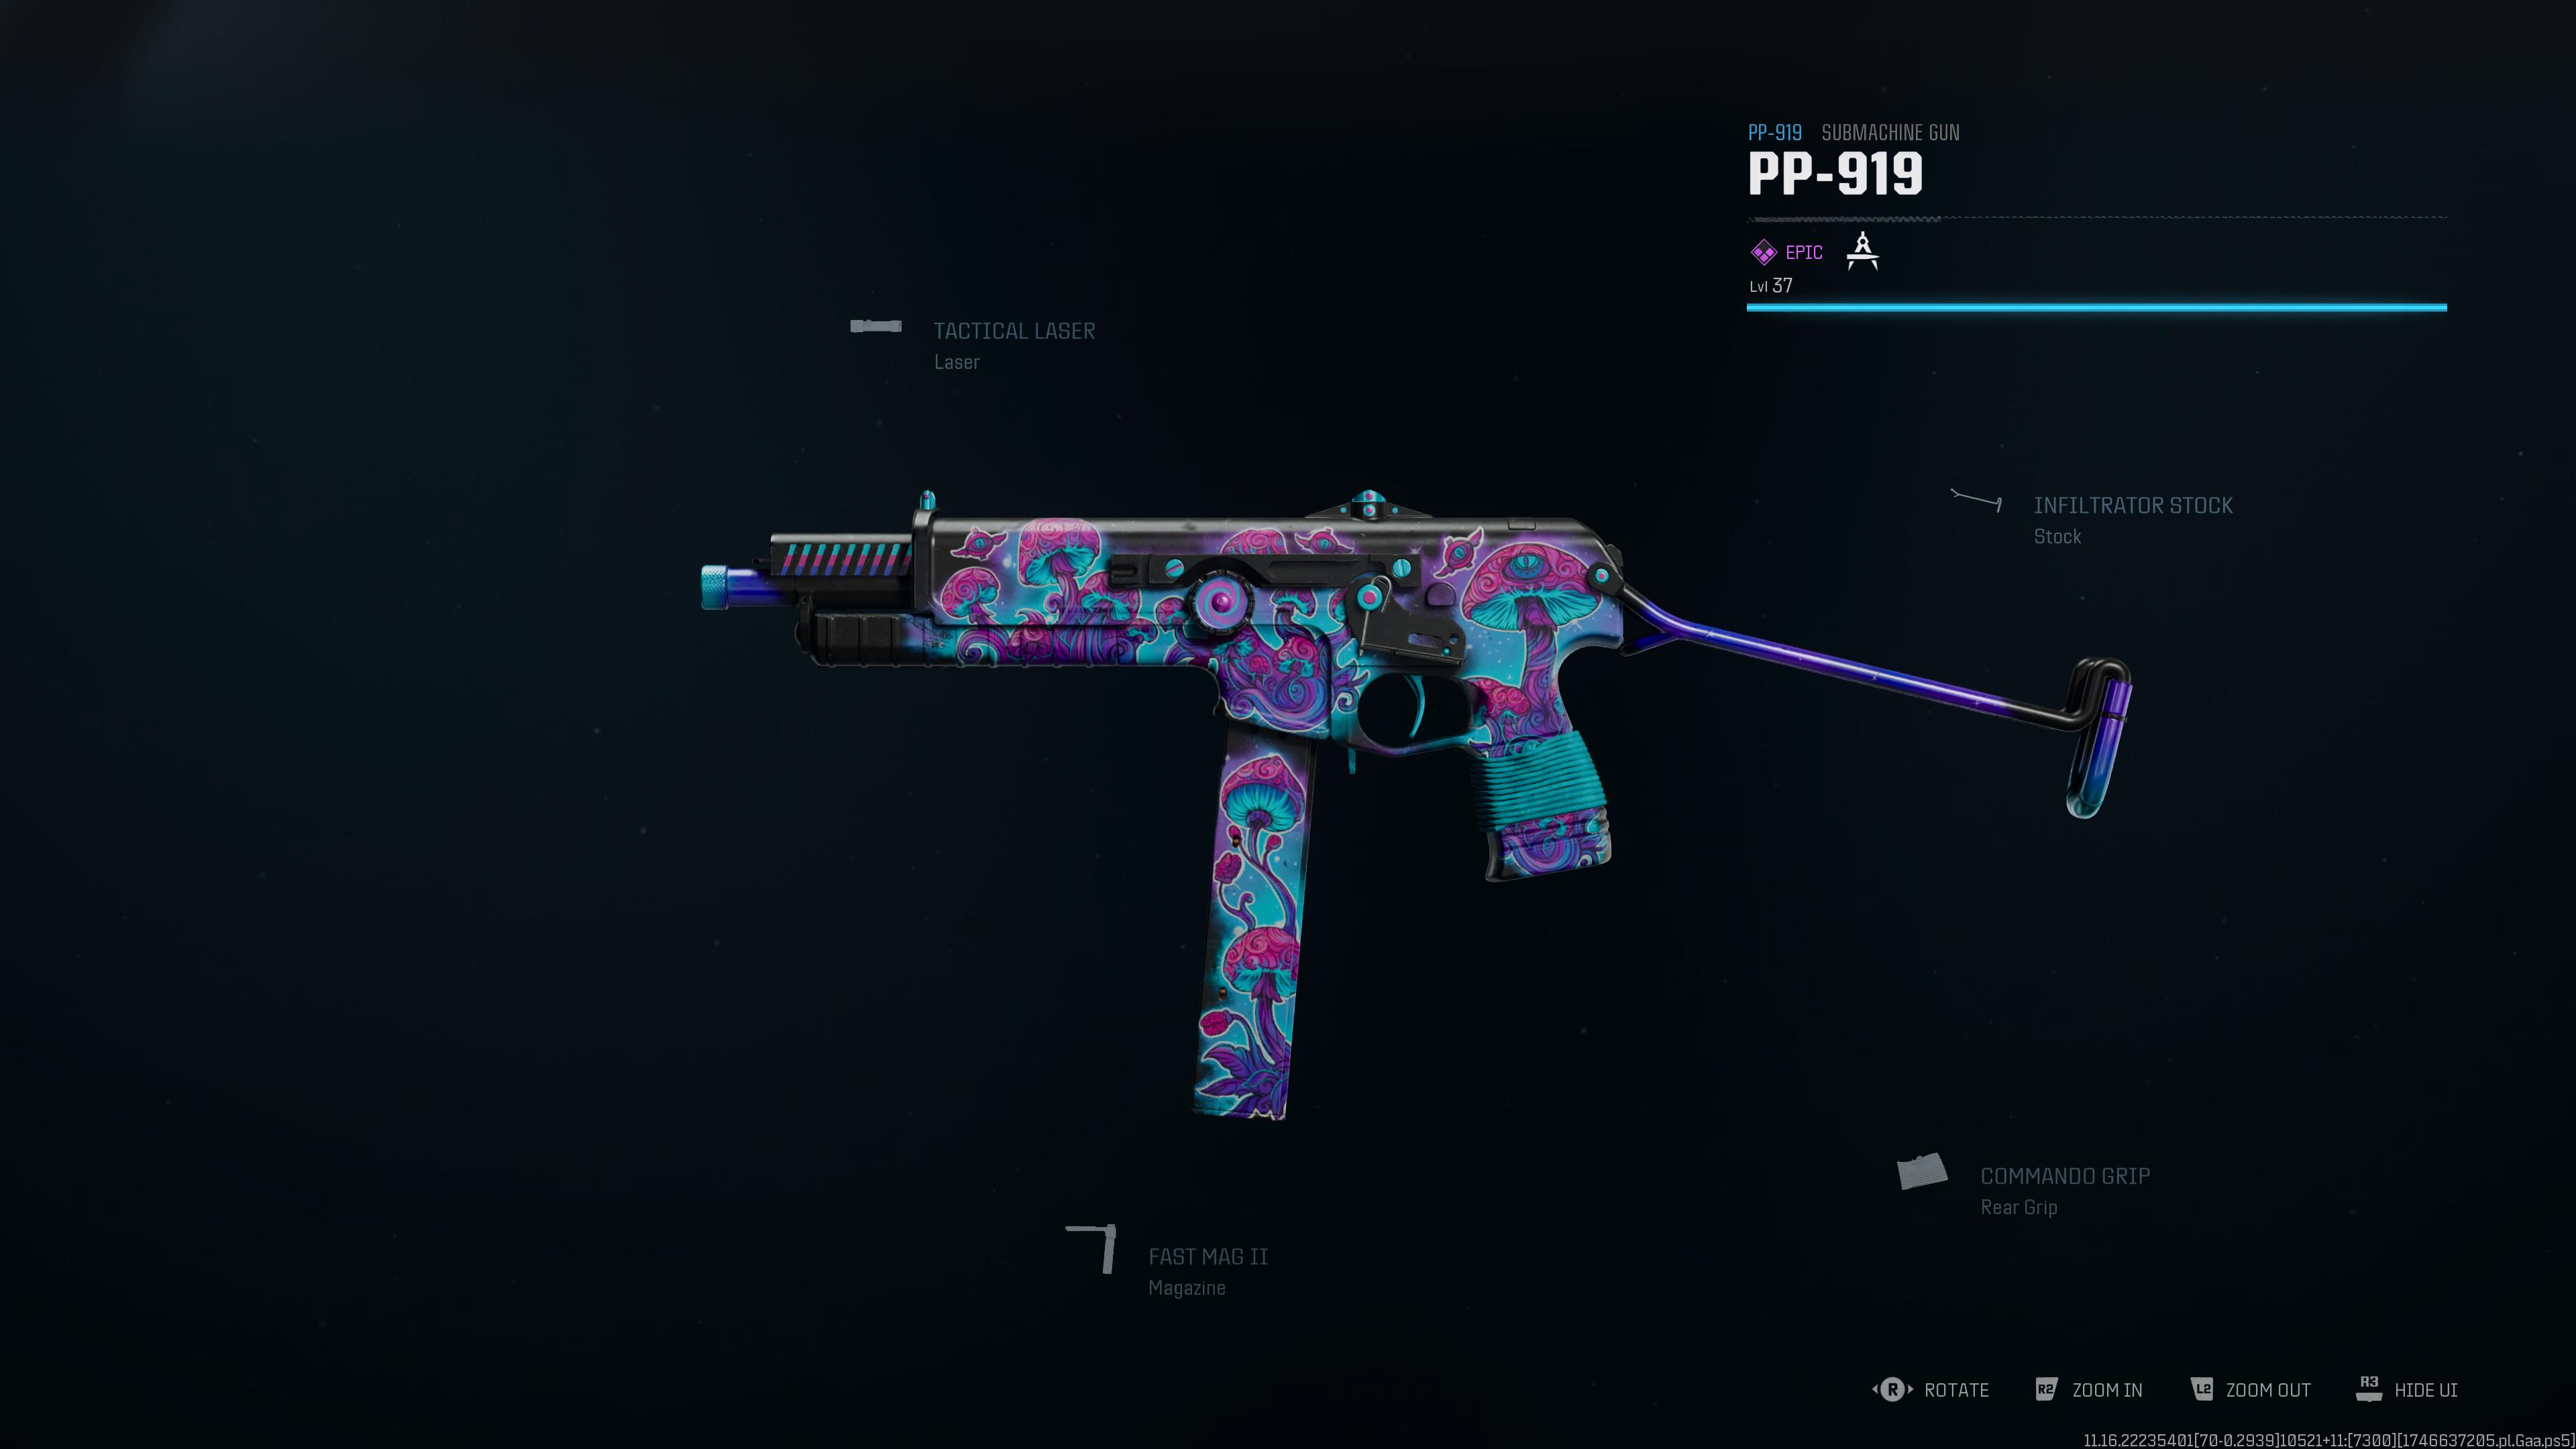 PP-919 SUBMACHINE GUN
PP-919
EPIC
Lvl 37
TACTICAL LASER
Laser
INFILTRATOR STOCK
Stock
COMMANDO GRIP
Rear Grip
FAST MAG II
Magazine
R ROTATE R2 ZOOM IN L2 ZOOM OUT R3 HIDE UI
11.16.22235401[70-0.2939]10521+11:[7300][1746637205.pl.Gaa.ps5]